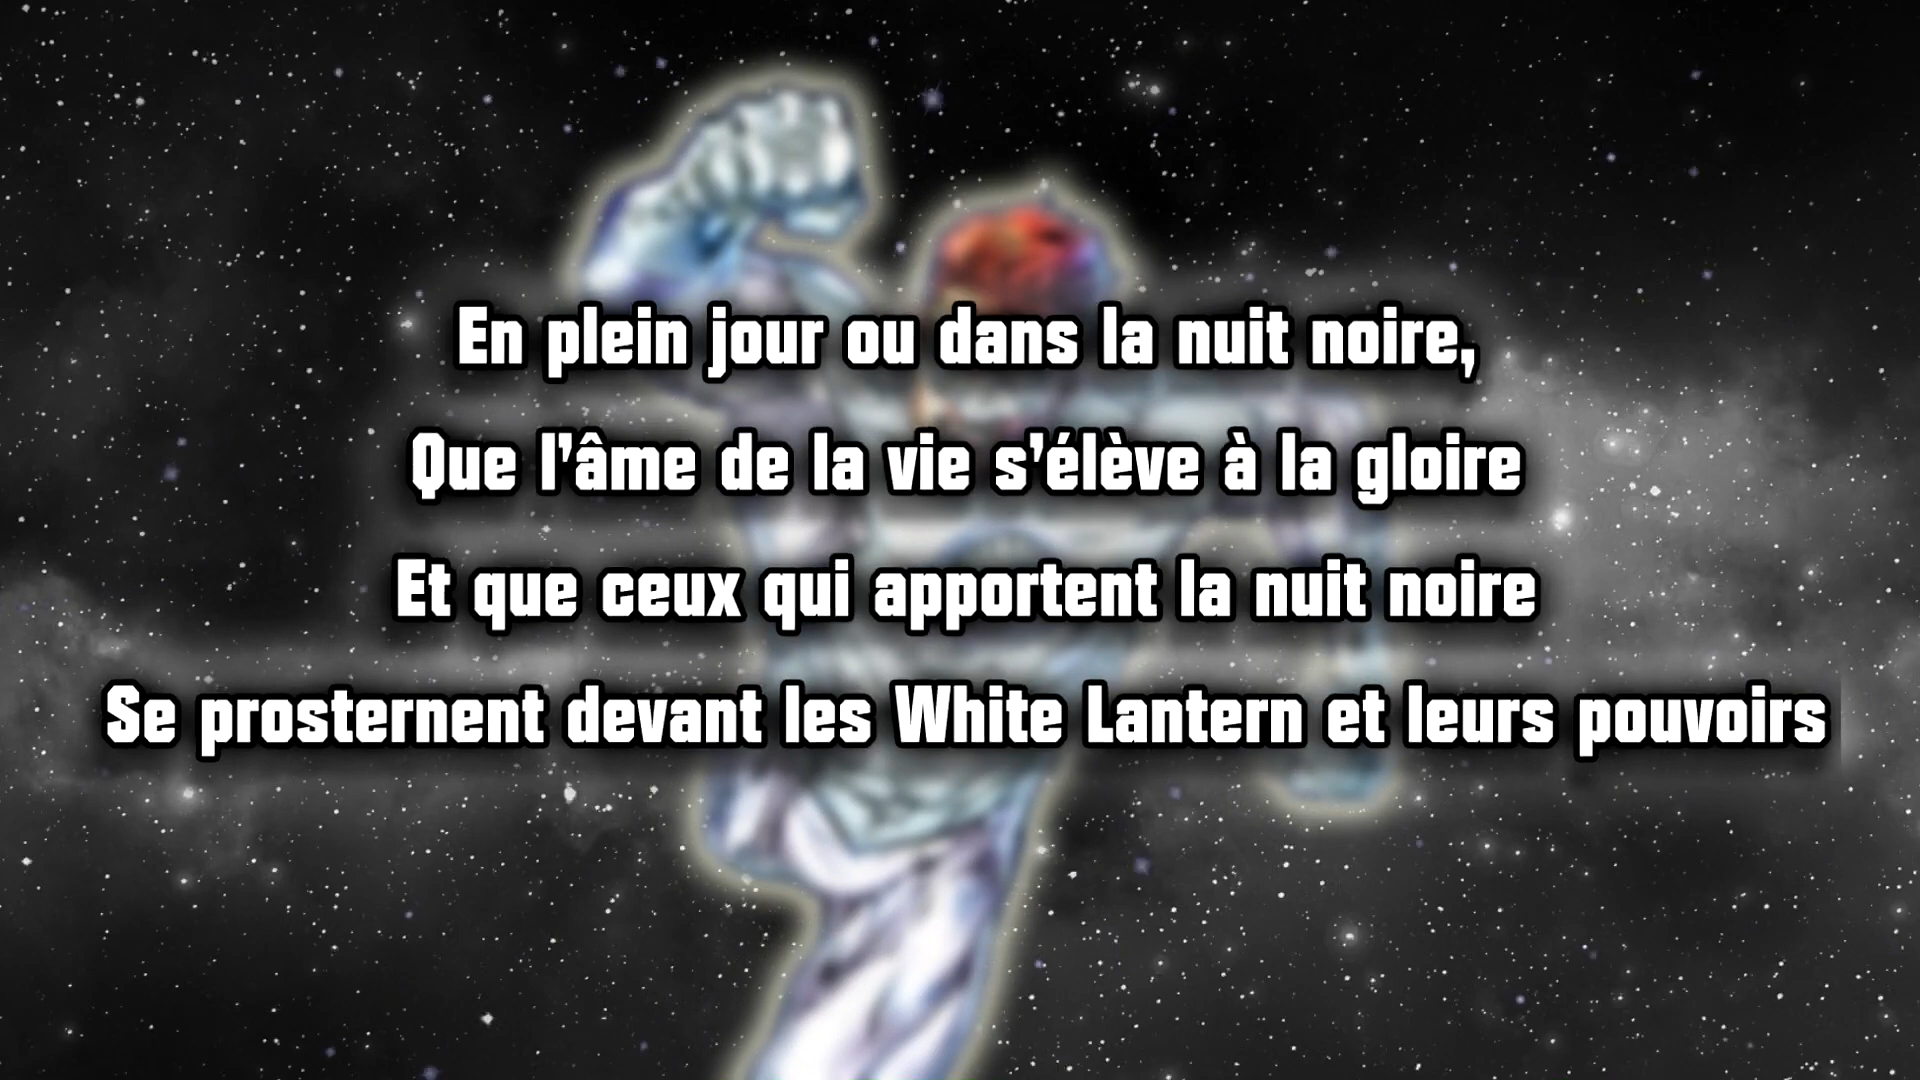 En plein jour ou dans la nuit noire,
Que l'âme de la vie s'élève à la gloire
Et que ceux qui apportent la nuit noire
Se prosternent devant les White Lantern et leurs pouvoirs